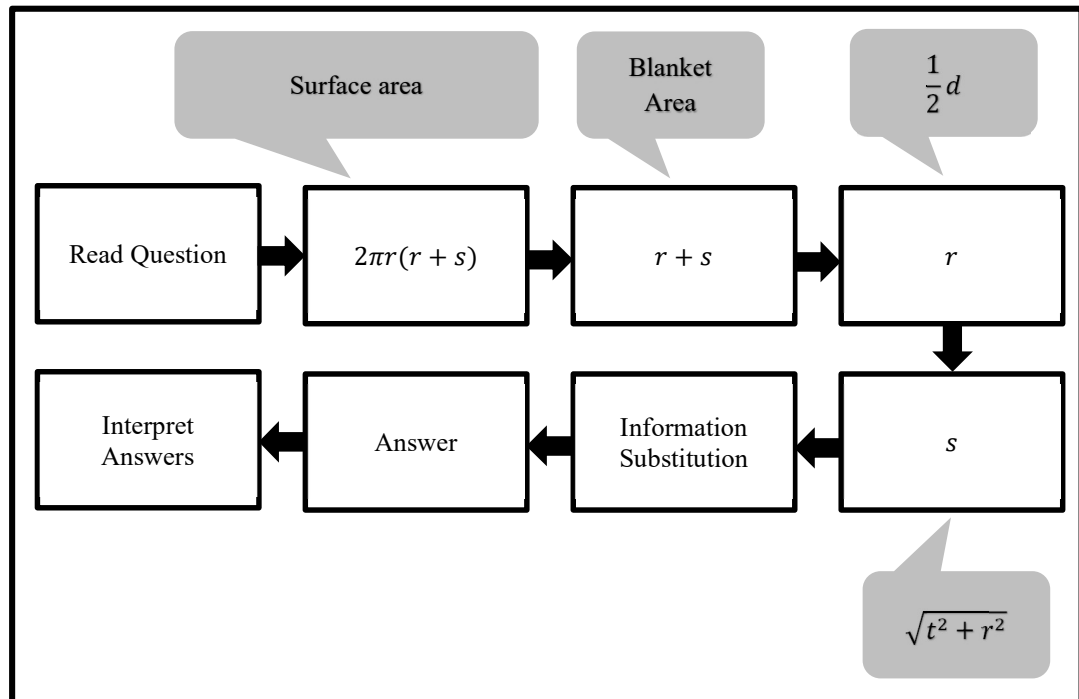 Surface area
Blanket
Area
1/2 d
Read Question
2πr(r + s)
r + s
r
Interpret
Answers
Answer
Information
Substitution
s
√(t² + r²)